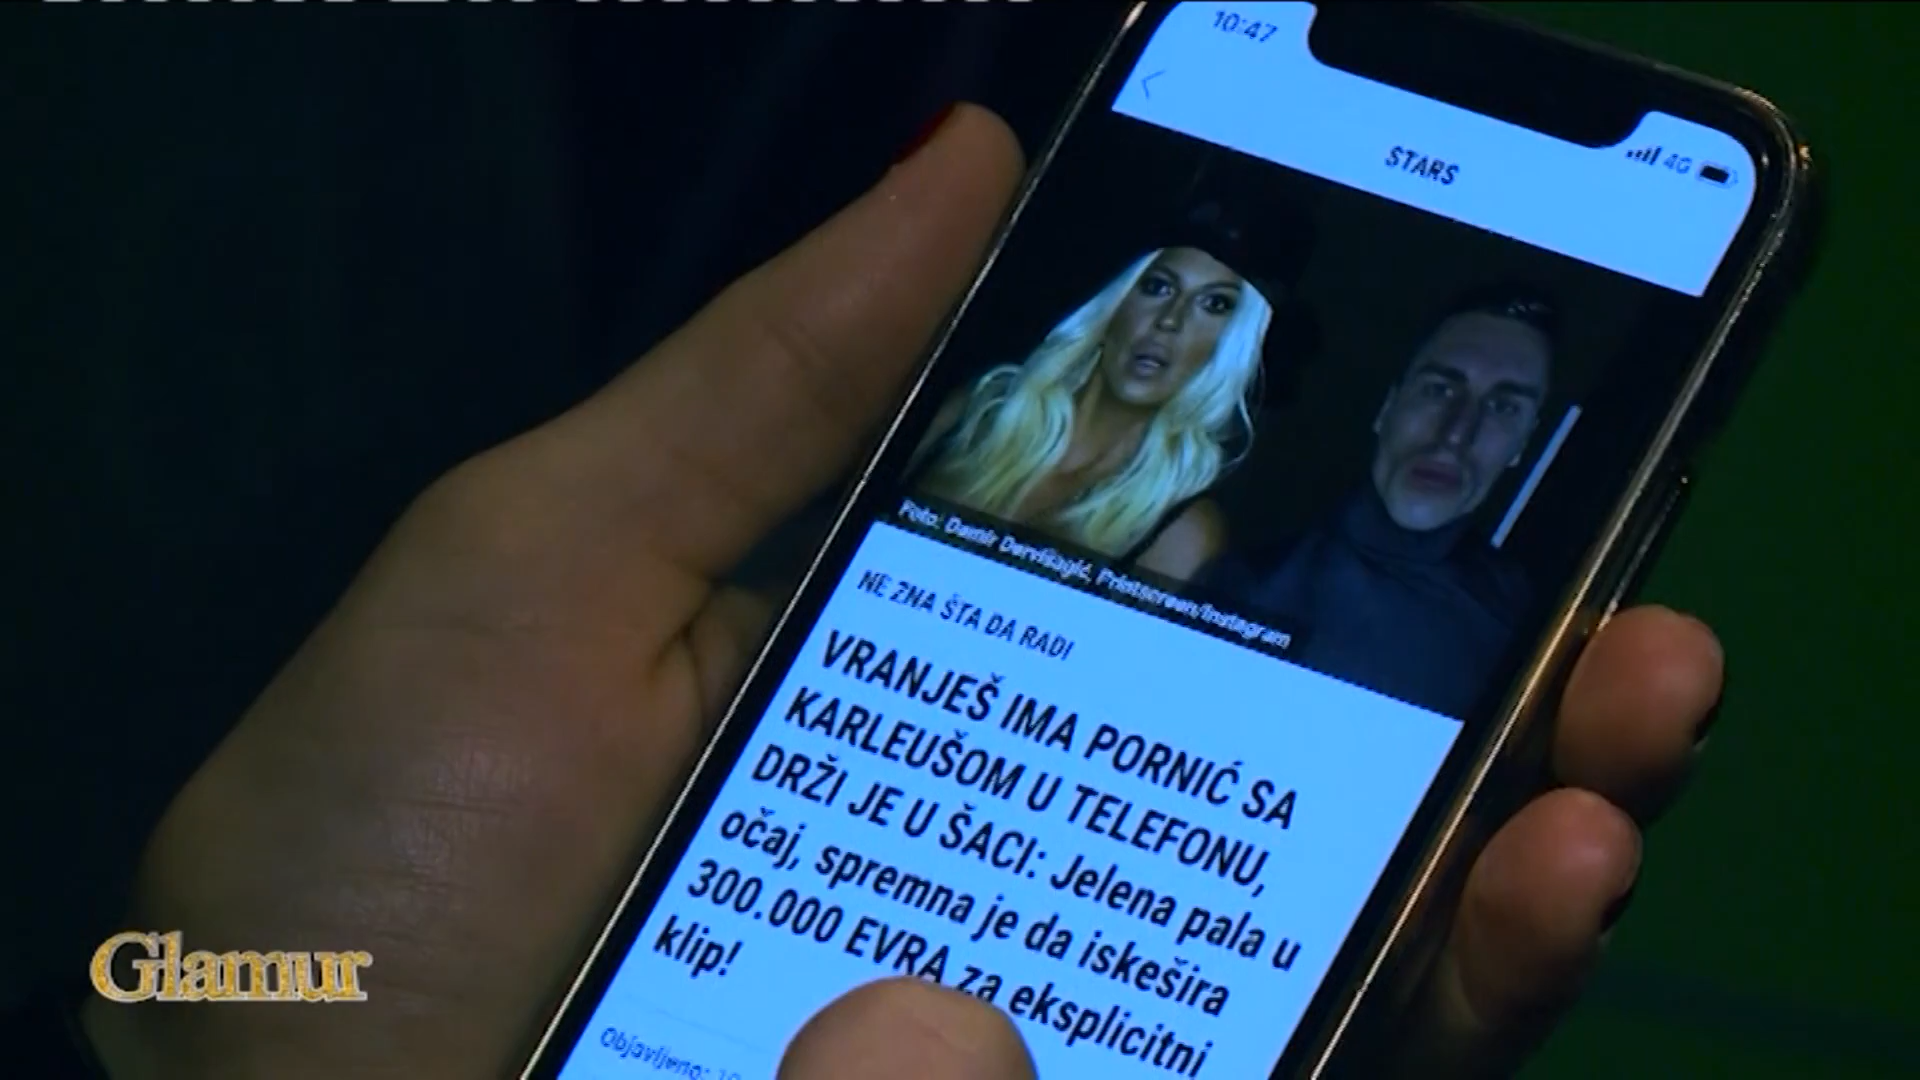 10:47
4G
STARS
Foto: Damir Dervišagić, Printscreen/Instagram
NE ZNA ŠTA DA RADI
VRANJEŠ IMA PORNIĆ SA
KARLEUŠOM U TELEFONU,
DRŽI JE U ŠACI: Jelena pala u
očaj, spremna je da iskešira
300.000 EVRA za eksplicitni
klip!
Objavljeno:
Glamur